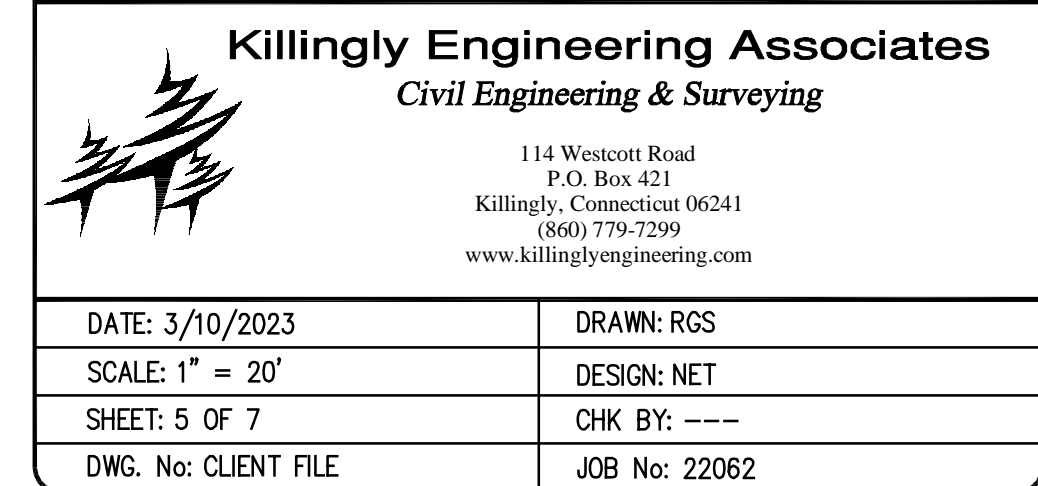 Killingly Engineering Associates
Civil Engineering & Surveying
114 Westcott Road
P.O. Box 421
Killingly, Connecticut 06241
(860) 779-7299
www.killinglyengineering.com
DATE: 3/10/2023
DRAWN: RGS
SCALE: 1" = 20'
DESIGN: NET
SHEET: 5 OF 7
CHK BY: ---
DWG. No: CLIENT FILE
JOB No: 22062